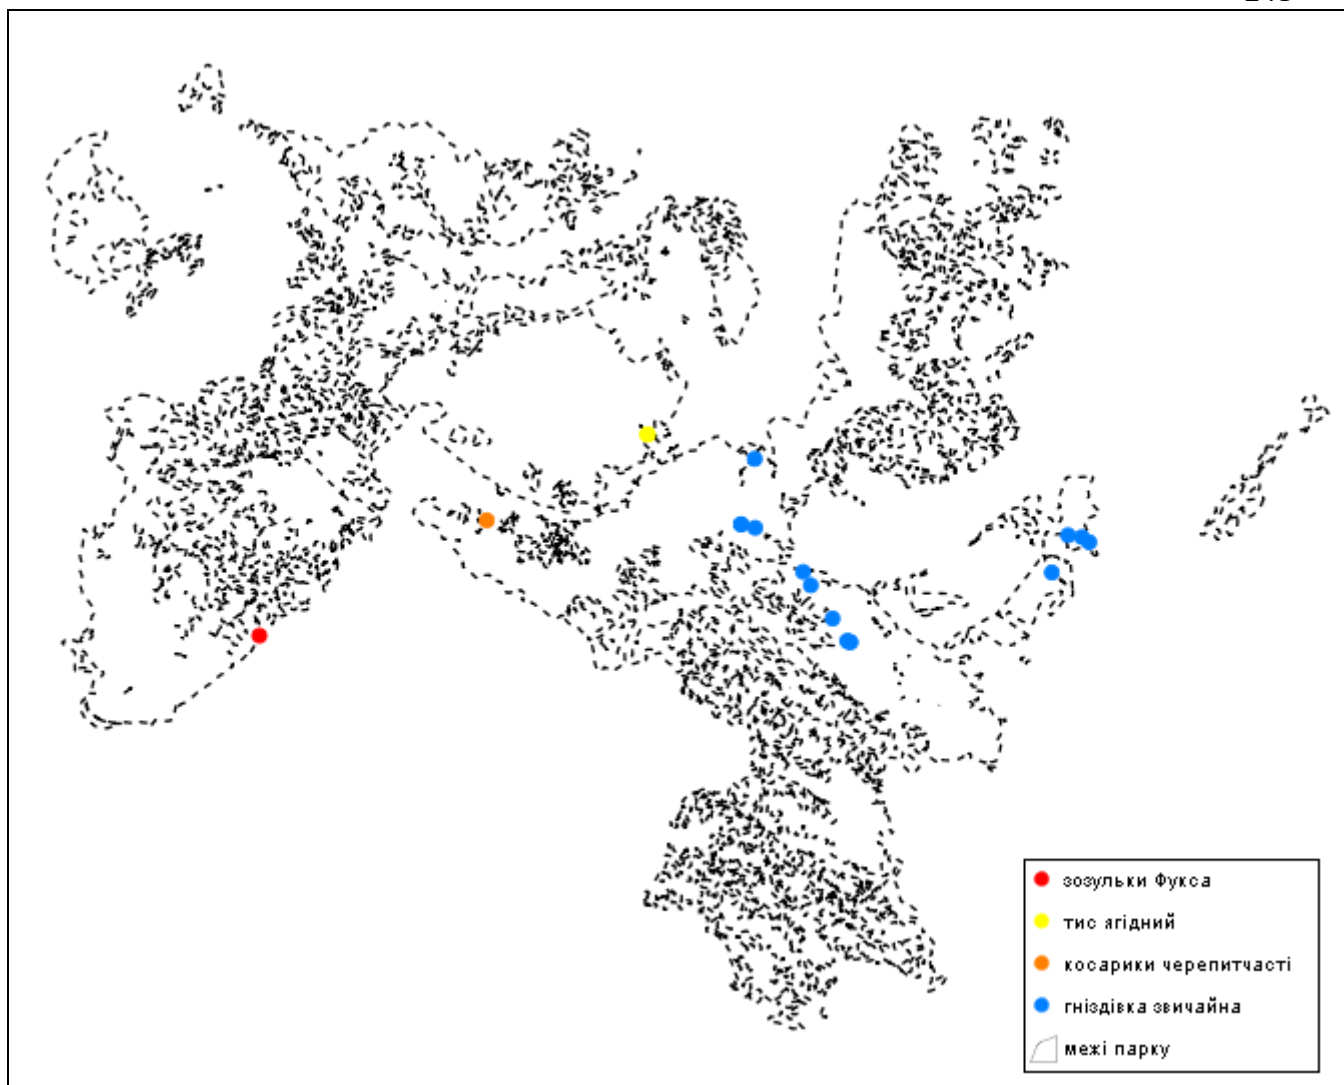 зозульки Фукса
тис ягідний
косарики черепитчасті
гніздівка звичайна
межі парку